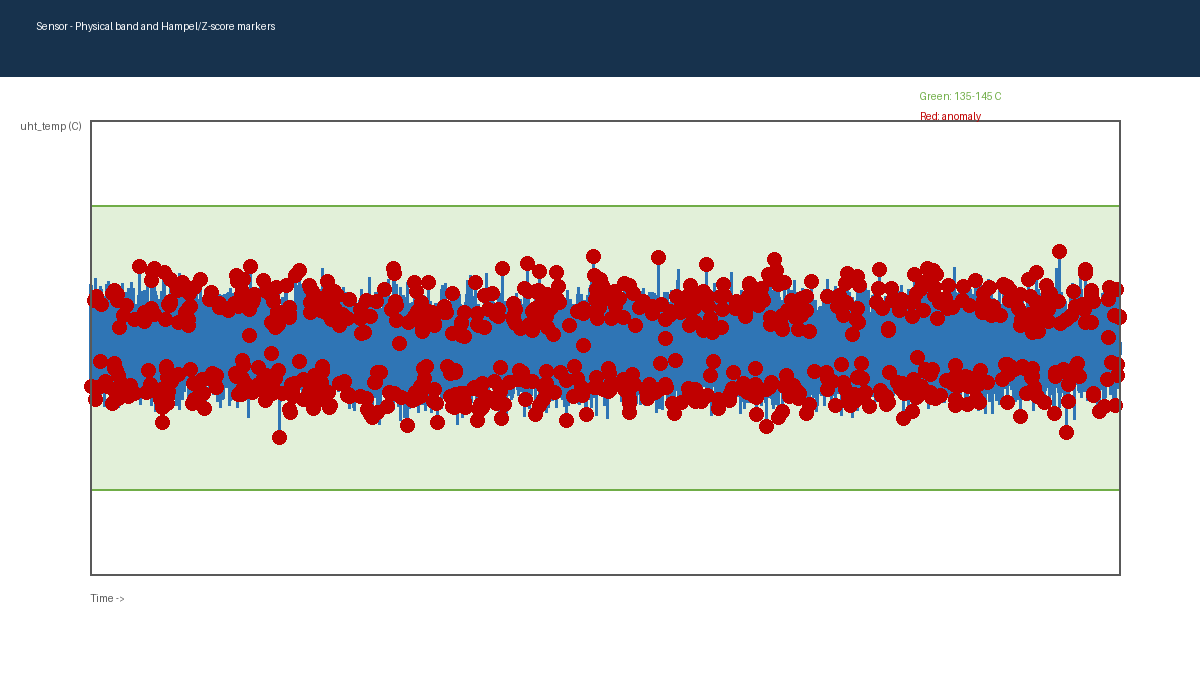 Sensor - Physical band and Hampel/Z-score markers
Green: 135-145 C
Red: anomaly
uht_temp (C)
Time ->